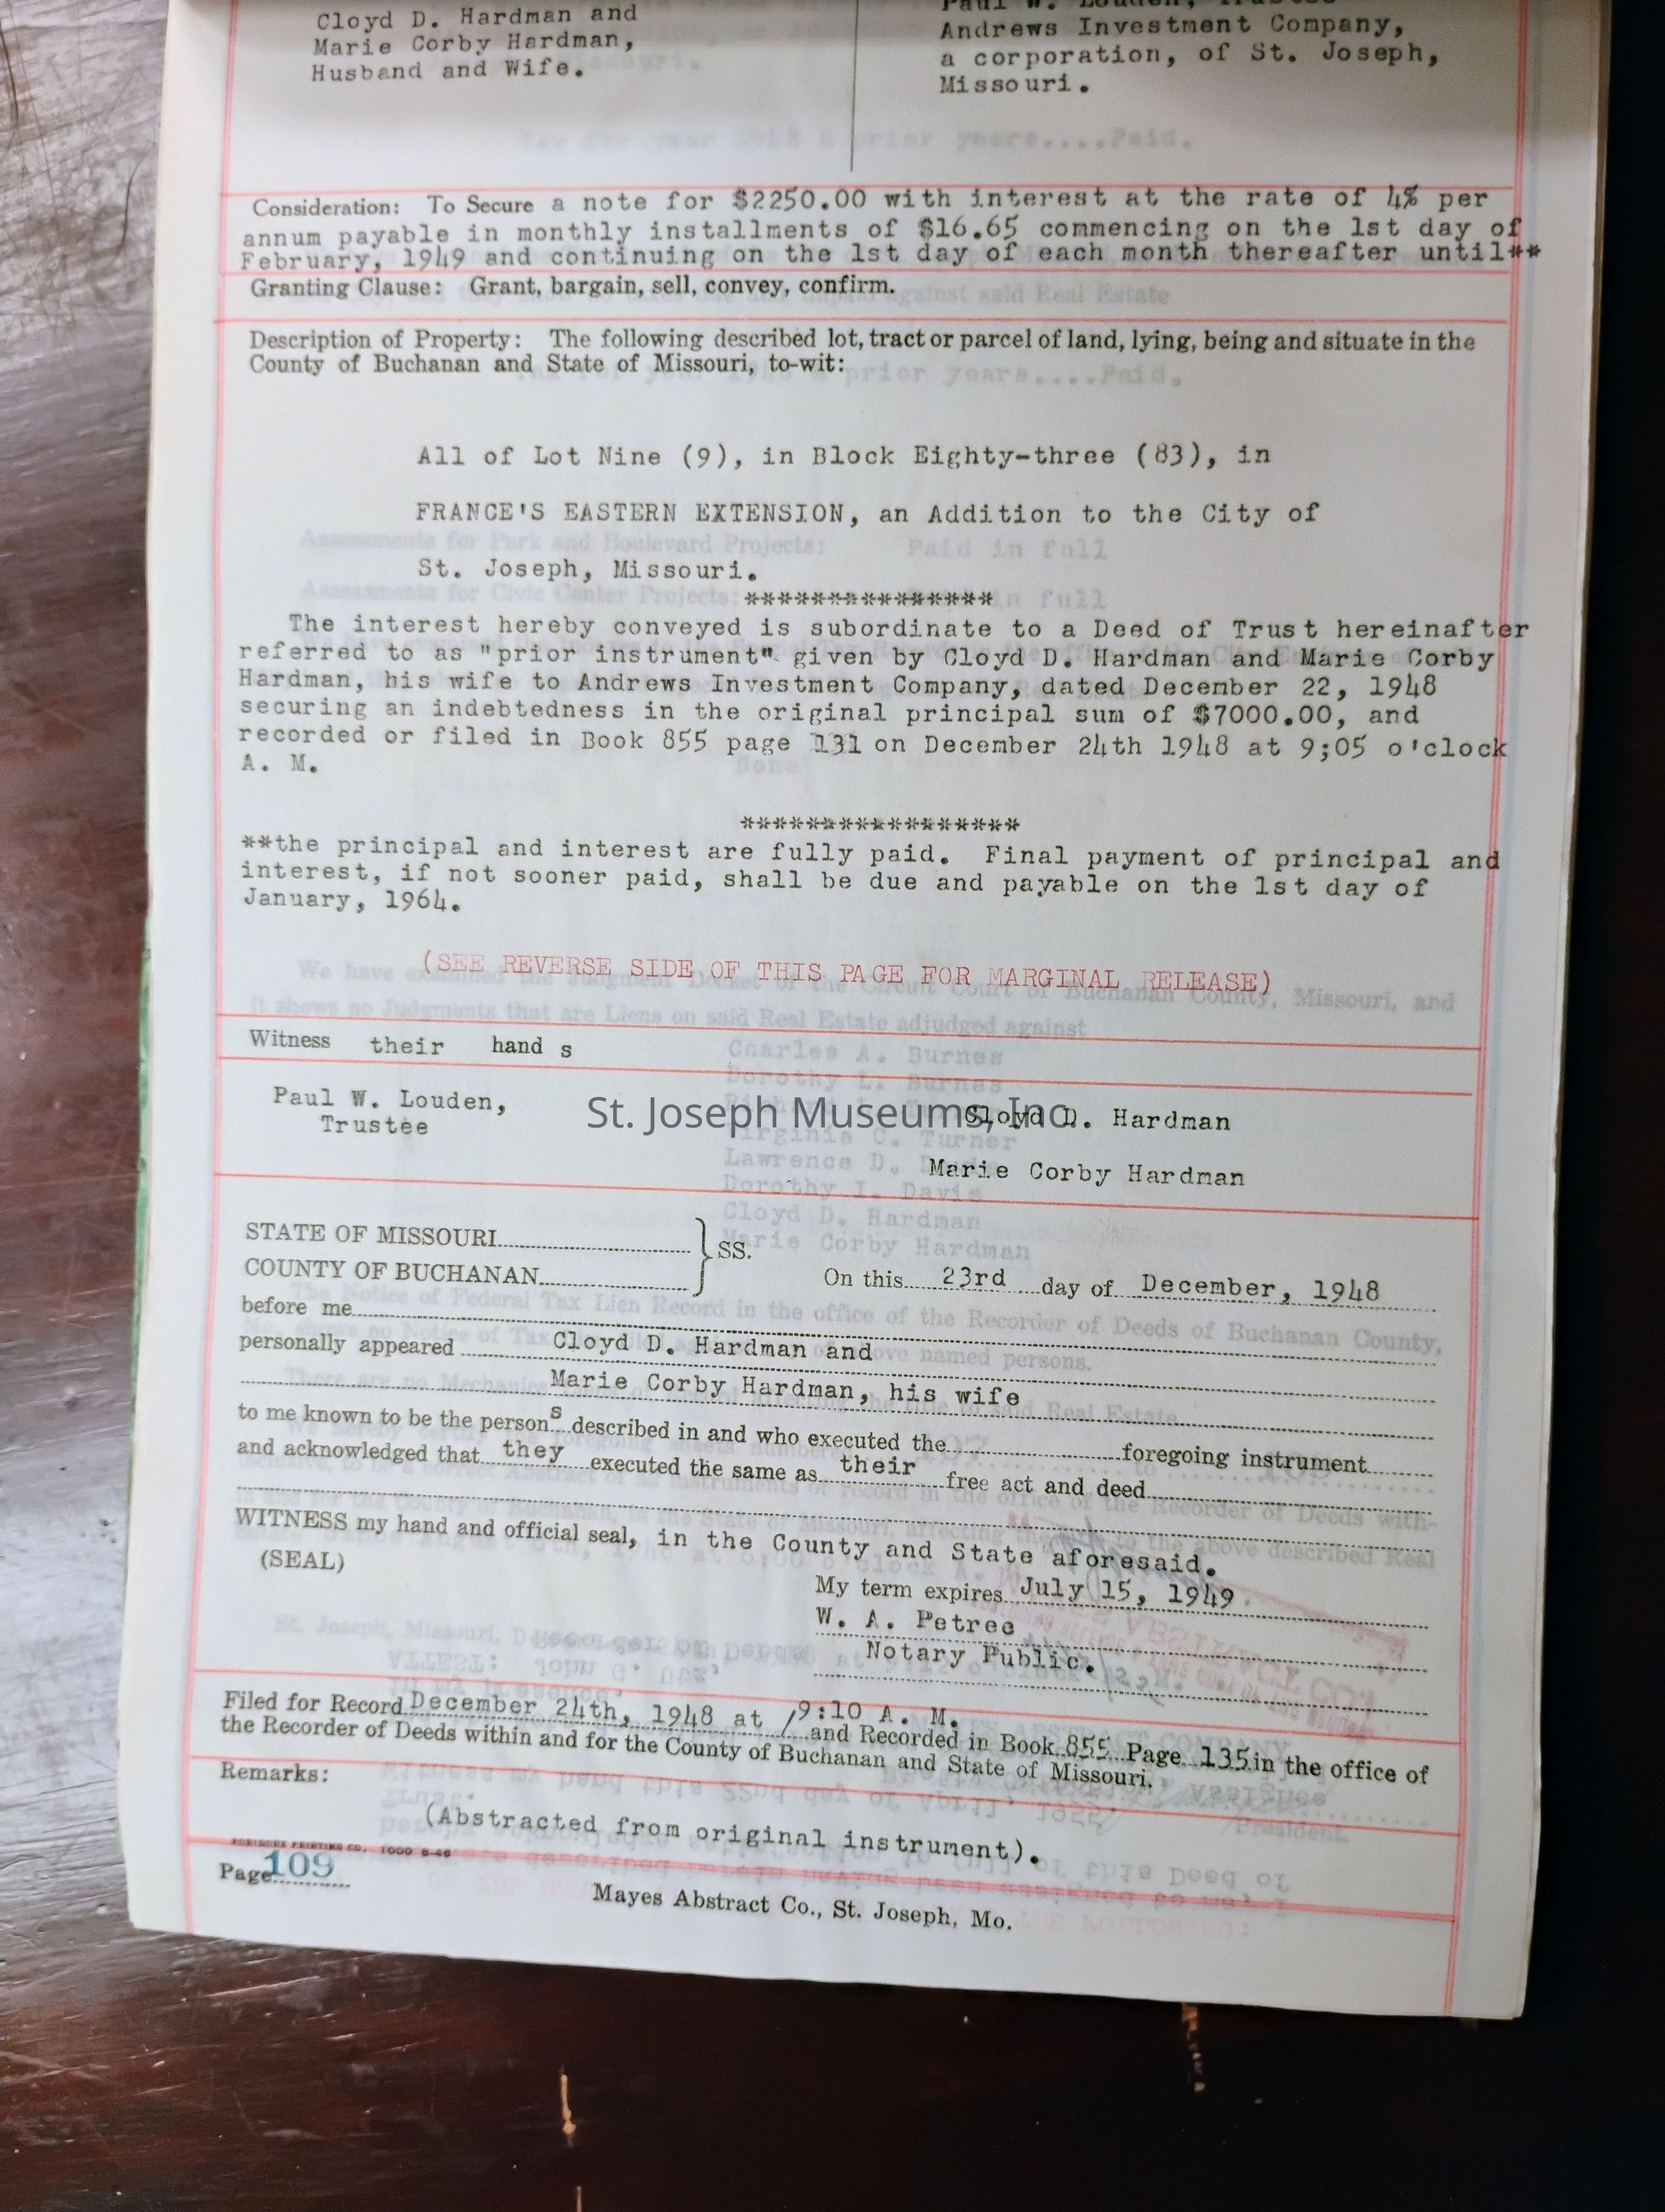 Cloyd D. Hardman and
Marie Corby Hardman,
Husband and Wife.
Paul W. Louden, Trustee
Andrews Investment Company,
a corporation, of St. Joseph,
Missouri.
Tax for year 1948 & prior years....Paid.
Consideration: To Secure a note for $2250.00 with interest at the rate of 4% per
annum payable in monthly installments of $16.65 commencing on the 1st day of
February, 1949 and continuing on the 1st day of each month thereafter until**
Granting Clause: Grant, bargain, sell, convey, confirm.
Description of Property: The following described lot, tract or parcel of land, lying, being and situate in the
County of Buchanan and State of Missouri, to-wit:
All of Lot Nine (9), in Block Eighty-three (83), in
FRANCE'S EASTERN EXTENSION, an Addition to the City of
St. Joseph, Missouri.
***************
The interest hereby conveyed is subordinate to a Deed of Trust hereinafter
referred to as "prior instrument" given by Cloyd D. Hardman and Marie Corby
Hardman, his wife to Andrews Investment Company, dated December 22, 1948
securing an indebtedness in the original principal sum of $7000.00, and
recorded or filed in Book 855 page 131 on December 24th 1948 at 9;05 o'clock
A. M.
*****************
**the principal and interest are fully paid. Final payment of principal and
interest, if not sooner paid, shall be due and payable on the 1st day of
January, 1964.
(SEE REVERSE SIDE OF THIS PAGE FOR MARGINAL RELEASE)
Witness their hand s
Paul W. Louden,
Trustee
St. Joseph Museums, Inc.
Cloyd D. Hardman
Marie Corby Hardman
STATE OF MISSOURI
COUNTY OF BUCHANAN
SS.
On this 23rd day of December, 1948
before me
personally appeared Cloyd D. Hardman and
Marie Corby Hardman, his wife
to me known to be the persons described in and who executed the foregoing instrument
and acknowledged that they executed the same as their free act and deed
WITNESS my hand and official seal, in the County and State aforesaid.
(SEAL)
My term expires July 15, 1949.
W. A. Petree
Notary Public.
Filed for Record December 24th, 1948 at 9:10 A. M. and Recorded in Book 855 Page 135 in the office of
the Recorder of Deeds within and for the County of Buchanan and State of Missouri.
Remarks:
(Abstracted from original instrument).
Page 109
Mayes Abstract Co., St. Joseph, Mo.